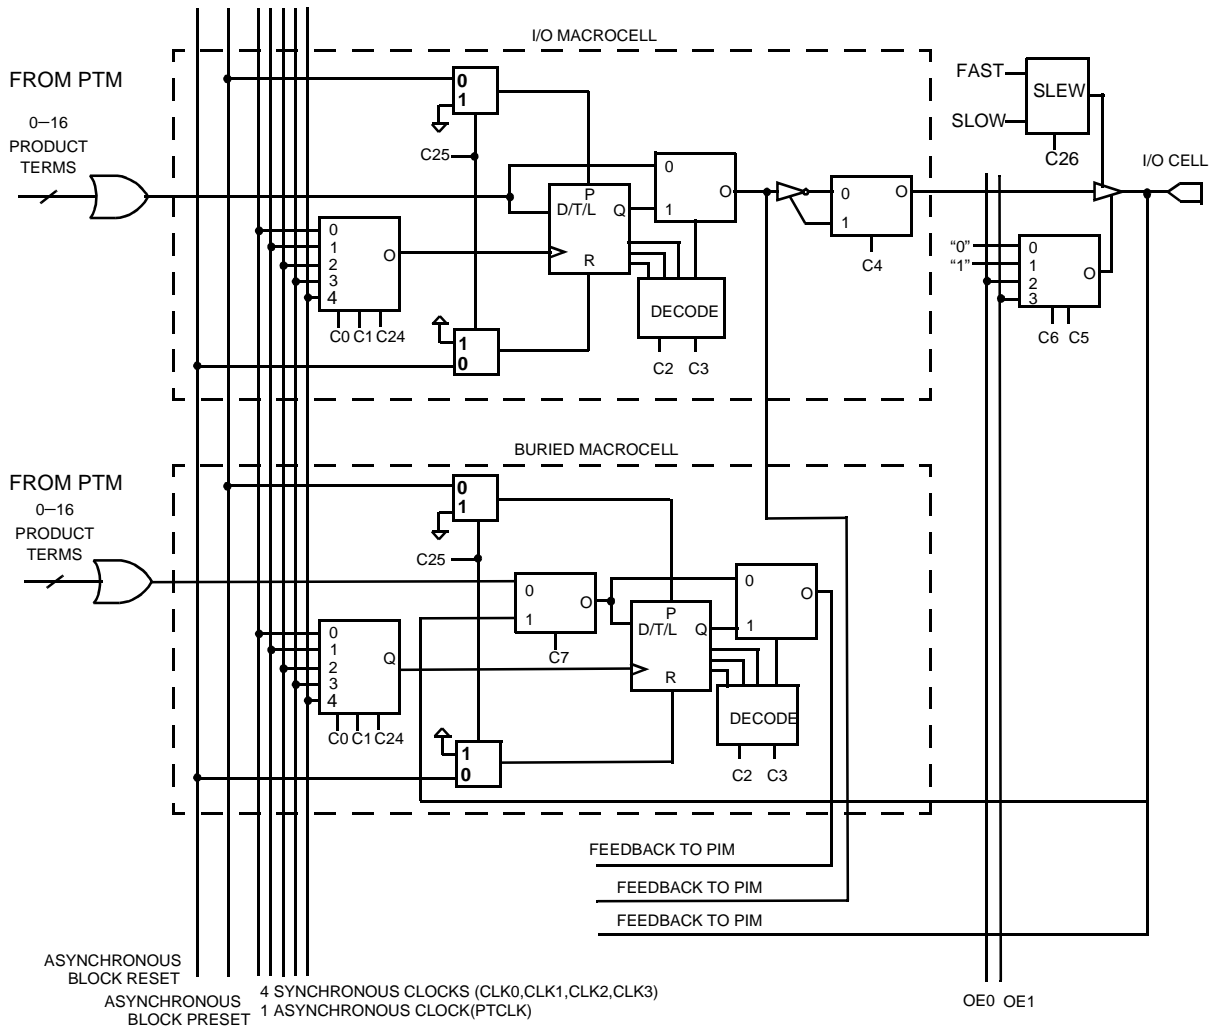 I/O MACROCELL
FROM PTM
0–16
PRODUCT
TERMS
0
1
C25
FAST
SLOW
SLEW
C26
I/O CELL
0
1
O
P
D/T/L
Q
R
0
1
O
C4
0
1
2
3
4
O
C0 C1 C24
1
0
DECODE
C2 C3
"0"
"1"
0
1
2
3
O
C6 C5
BURIED MACROCELL
FROM PTM
0–16
PRODUCT
TERMS
0
1
C25
0
1
O
C7
P
D/T/L
Q
R
0
1
O
0
1
2
3
4
Q
C0 C1 C24
1
0
DECODE
C2 C3
FEEDBACK TO PIM
FEEDBACK TO PIM
FEEDBACK TO PIM
ASYNCHRONOUS
BLOCK RESET
ASYNCHRONOUS
BLOCK PRESET
4 SYNCHRONOUS CLOCKS (CLK0,CLK1,CLK2,CLK3)
1 ASYNCHRONOUS CLOCK(PTCLK)
OE0 OE1